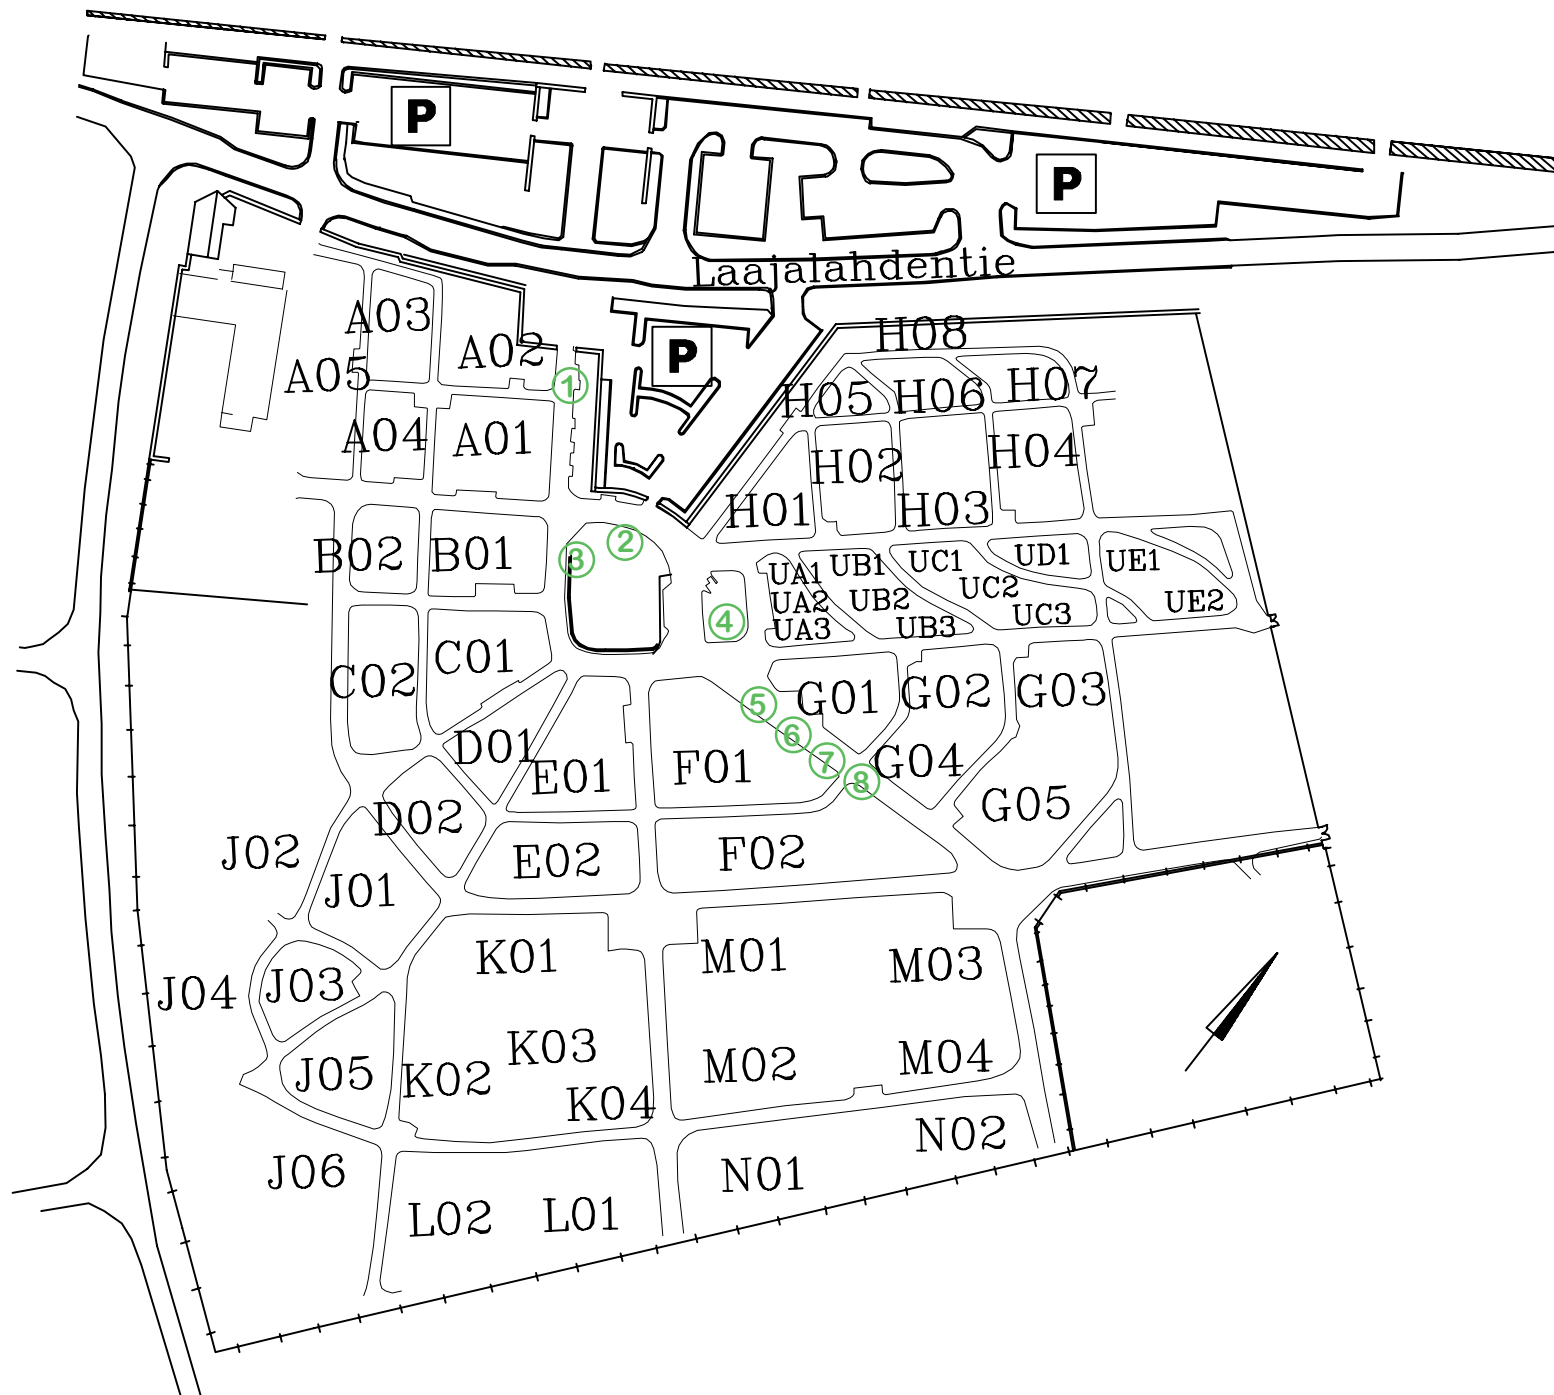 P
P
Laajalahdentie
A03
H08
A02
P
A05
①
H05
H06
H07
A04
A01
H02
H04
H01
H03
B02
B01
③
②
UA1
UB1
UC1
UD1
UE1
UA2
UB2
UC2
UE2
④
UA3
UB3
UC3
C02
C01
⑤
G01
G02
G03
⑥
D01
E01
F01
⑦
G04
⑧
D02
G05
J02
E02
F02
J01
K01
M01
M03
J04
J03
K03
J05
K02
M02
M04
K04
N02
J06
N01
L02
L01